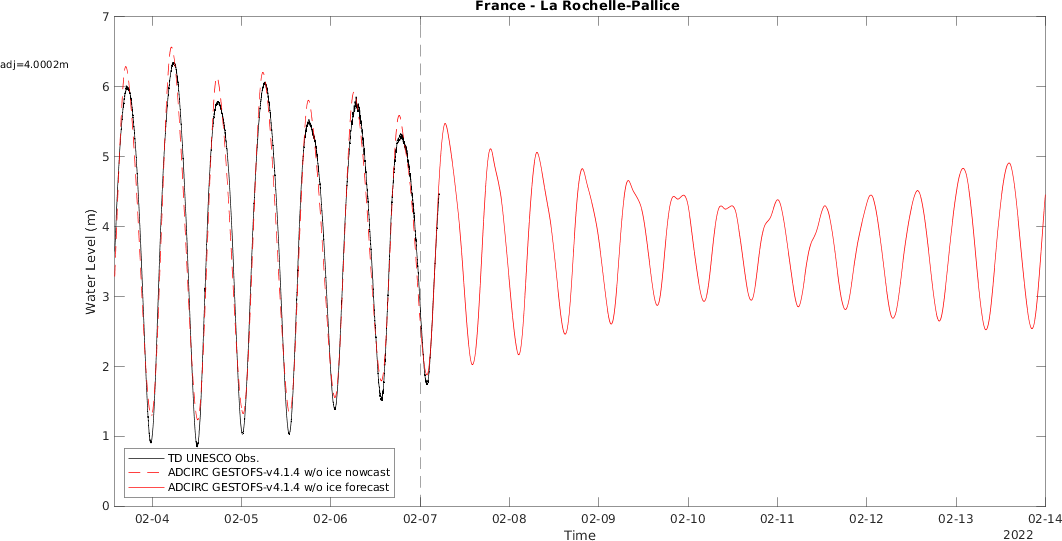 France - La Rochelle-Pallice
adj=4.0002m
7
6
5
4
3
2
1
0
Water Level (m)
TD UNESCO Obs.
ADCIRC GESTOFS-v4.1.4 w/o ice nowcast
ADCIRC GESTOFS-v4.1.4 w/o ice forecast
02-04 02-05 02-06 02-07 02-08 02-09 02-10 02-11 02-12 02-13 02-14
Time
2022